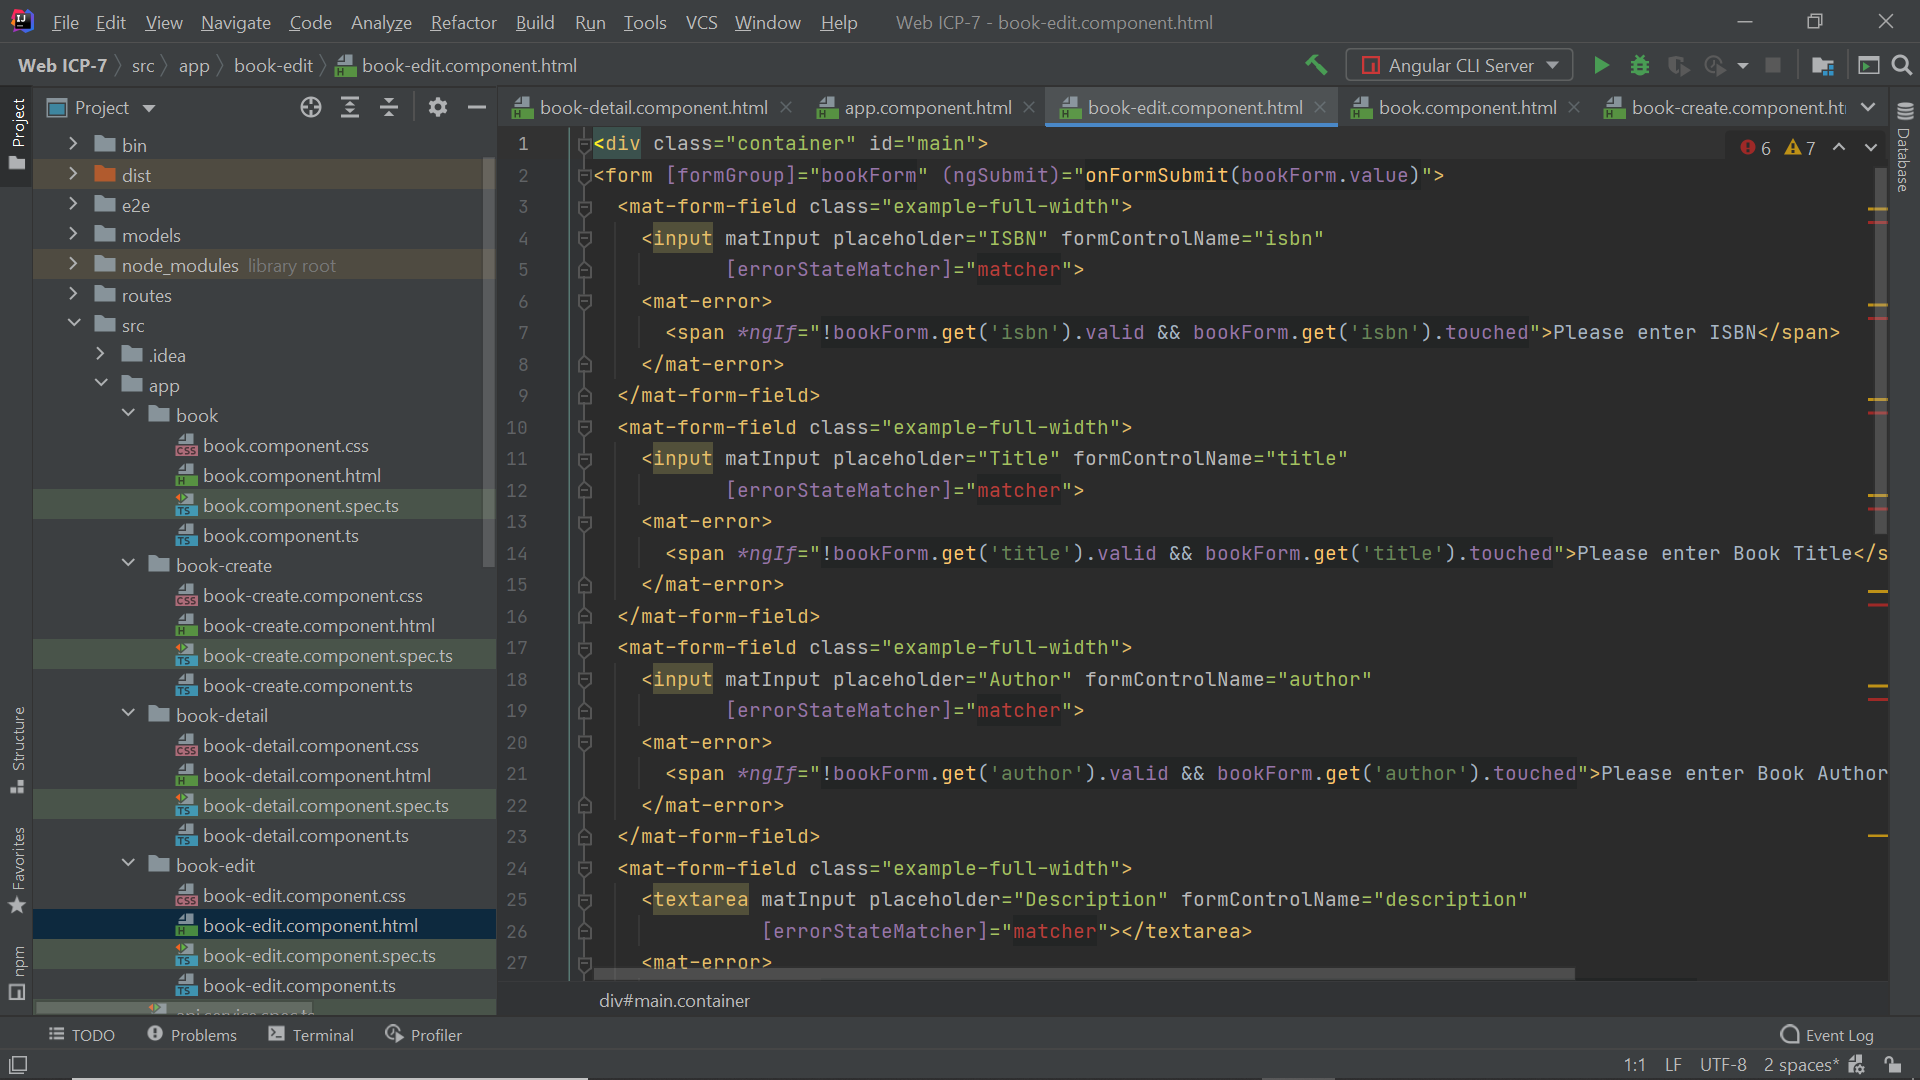 File Edit View Navigate Code Analyze Refactor Build Run Tools VCS Window Help Web ICP-7 - book-edit.component.html
Web ICP-7 src app book-edit book-edit.component.html Angular CLI Server
Project
book-detail.component.html app.component.html book-edit.component.html book.component.html book-create.component.ht
Project
Structure
Favorites
npm
bin
dist
e2e
models
node_modules library root
routes
src
.idea
app
book
book.component.css
book.component.html
book.component.spec.ts
book.component.ts
book-create
book-create.component.css
book-create.component.html
book-create.component.spec.ts
book-create.component.ts
book-detail
book-detail.component.css
book-detail.component.html
book-detail.component.spec.ts
book-detail.component.ts
book-edit
book-edit.component.css
book-edit.component.html
book-edit.component.spec.ts
book-edit.component.ts
6 7
1 <div class="container" id="main">
2 <form [formGroup]="bookForm" (ngSubmit)="onFormSubmit(bookForm.value)">
3 <mat-form-field class="example-full-width">
4 <input matInput placeholder="ISBN" formControlName="isbn"
5 [errorStateMatcher]="matcher">
6 <mat-error>
7 <span *ngIf="!bookForm.get('isbn').valid && bookForm.get('isbn').touched">Please enter ISBN</span>
8 </mat-error>
9 </mat-form-field>
10 <mat-form-field class="example-full-width">
11 <input matInput placeholder="Title" formControlName="title"
12 [errorStateMatcher]="matcher">
13 <mat-error>
14 <span *ngIf="!bookForm.get('title').valid && bookForm.get('title').touched">Please enter Book Title</s
15 </mat-error>
16 </mat-form-field>
17 <mat-form-field class="example-full-width">
18 <input matInput placeholder="Author" formControlName="author"
19 [errorStateMatcher]="matcher">
20 <mat-error>
21 <span *ngIf="!bookForm.get('author').valid && bookForm.get('author').touched">Please enter Book Author
22 </mat-error>
23 </mat-form-field>
24 <mat-form-field class="example-full-width">
25 <textarea matInput placeholder="Description" formControlName="description"
26 [errorStateMatcher]="matcher"></textarea>
27 <mat-error>
div#main.container
Database
TODO Problems Terminal Profiler Event Log
1:1 LF UTF-8 2 spaces*